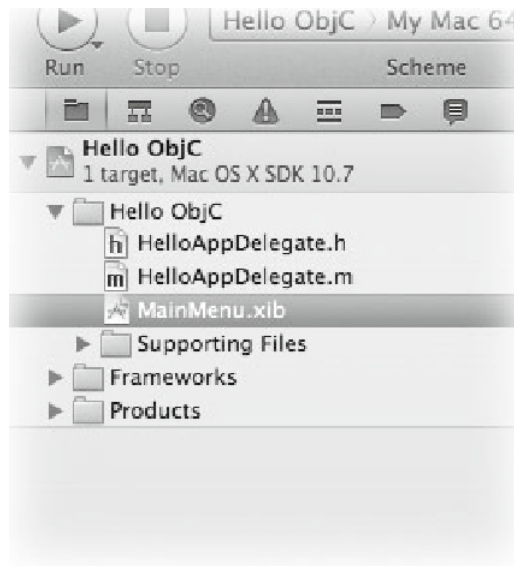 Hello ObjC
My Mac 64
Run
Stop
Scheme
Hello ObjC
1 target, Mac OS X SDK 10.7
Hello ObjC
h HelloAppDelegate.h
m HelloAppDelegate.m
MainMenu.xib
Supporting Files
Frameworks
Products